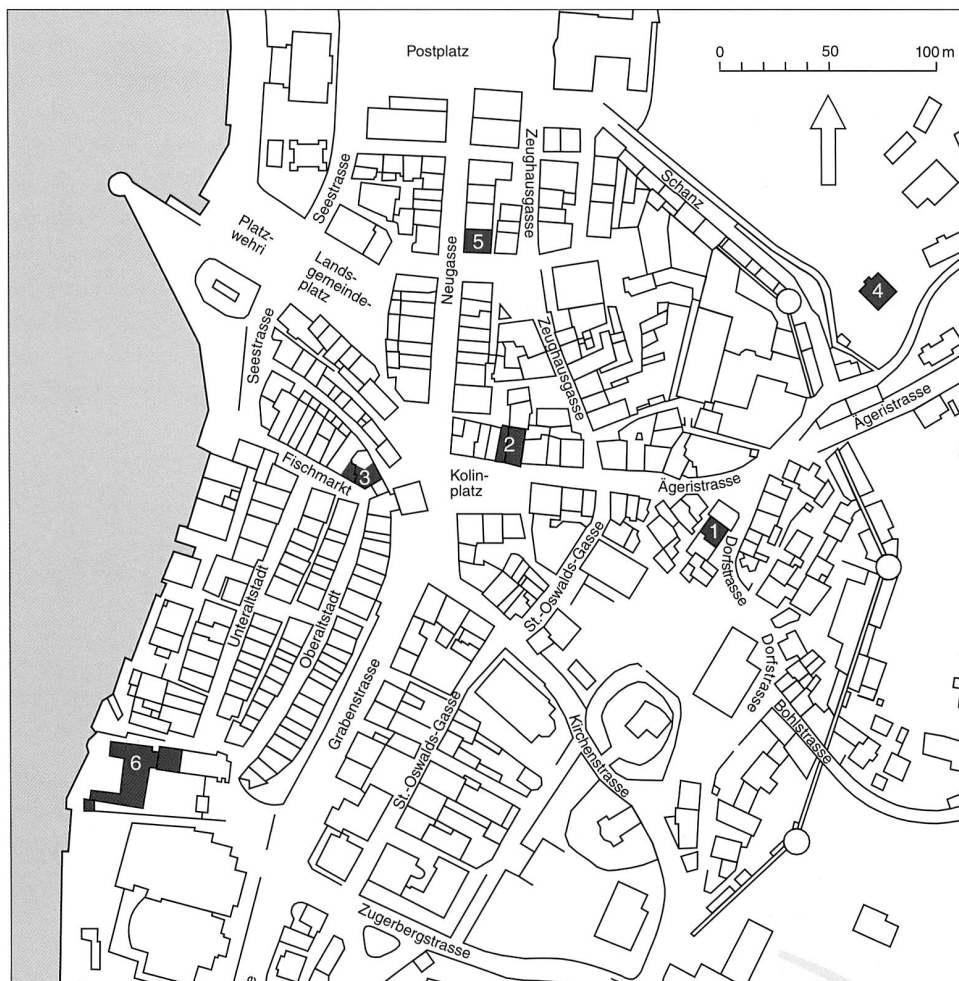 Postplatz
0 50 100 m
Zeughausgasse
Schanz
Seestrasse
Platz-
wehri
Lands-
gemeinde-
platz
Neugasse
5
4
Seestrasse
Zeughausgasse
Ägeristrasse
2
Fischmarkt
3
Kolin-
platz
Ägeristrasse
1
Dorfstrasse
St.-Oswalds-Gasse
Unteraltstadt
Oberaltstadt
Grabenstrasse
Dorfstrasse
Bohlstrasse
Kirchenstrasse
St.-Oswalds-Gasse
6
Zugerbergstrasse